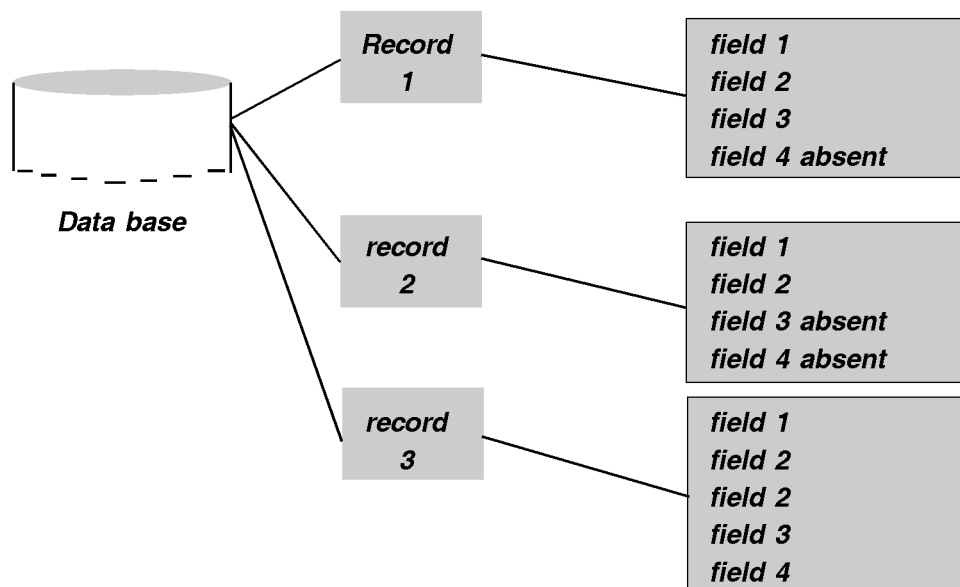 Data base
Record
1
field 1
field 2
field 3
field 4 absent
record
2
field 1
field 2
field 3 absent
field 4 absent
record
3
field 1
field 2
field 2
field 3
field 4